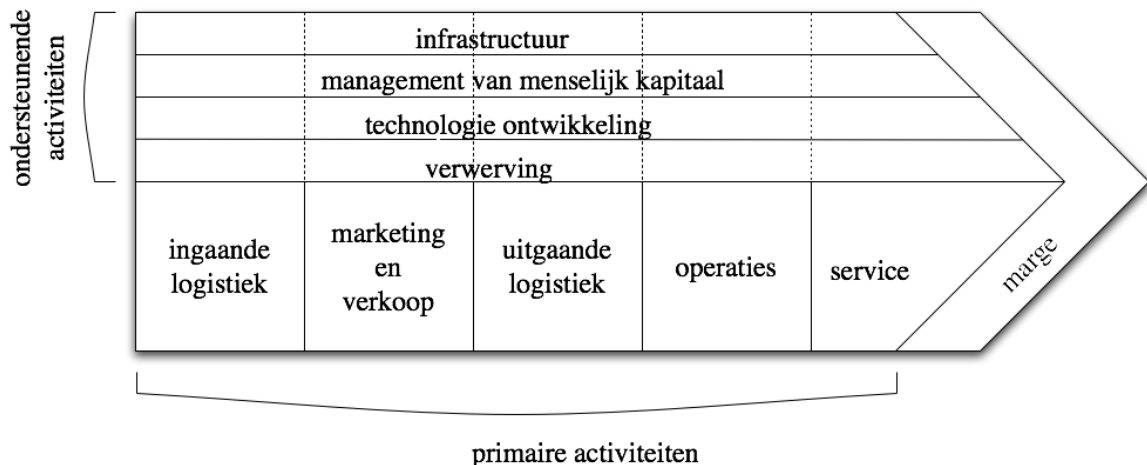 ondersteunende
activiteiten
infrastructuur
management van menselijk kapitaal
technologie ontwikkeling
verwerving
ingaande
logistiek
marketing
en
verkoop
uitgaande
logistiek
operaties
service
marge
primaire activiteiten